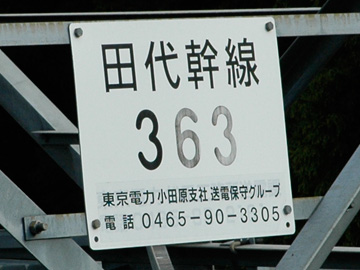 田代幹線
363
東京電力 小田原支社 送電保守グループ
電話 0465-90-3305